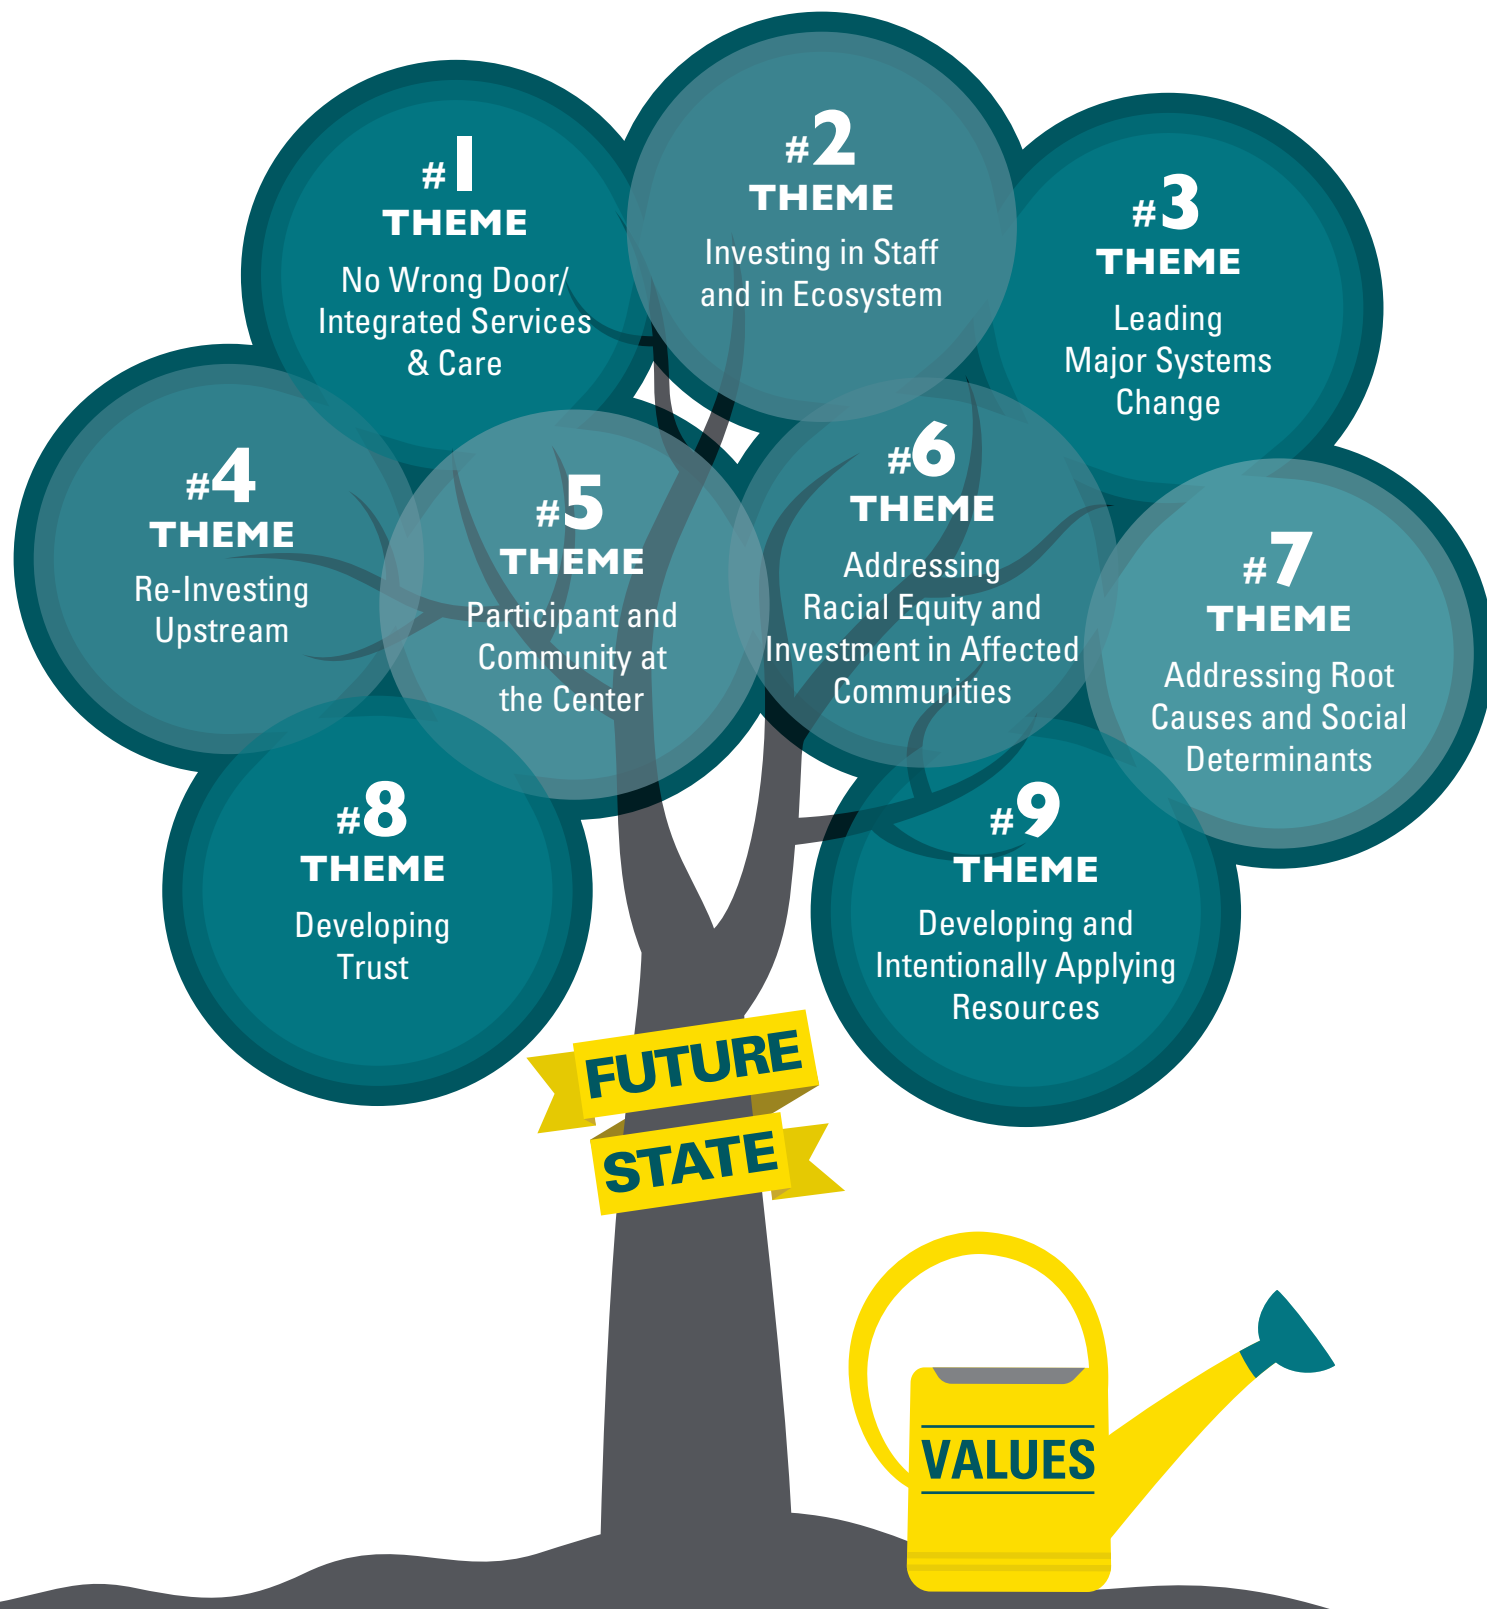 #1
THEME
No Wrong Door/
Integrated Services
& Care
#2
THEME
Investing in Staff
and in Ecosystem
#3
THEME
Leading
Major Systems
Change
#4
THEME
Re-Investing
Upstream
#5
THEME
Participant and
Community at
the Center
#6
THEME
Addressing
Racial Equity and
Investment in Affected
Communities
#7
THEME
Addressing Root
Causes and Social
Determinants
#8
THEME
Developing
Trust
#9
THEME
Developing and
Intentionally Applying
Resources
FUTURE
STATE
VALUES